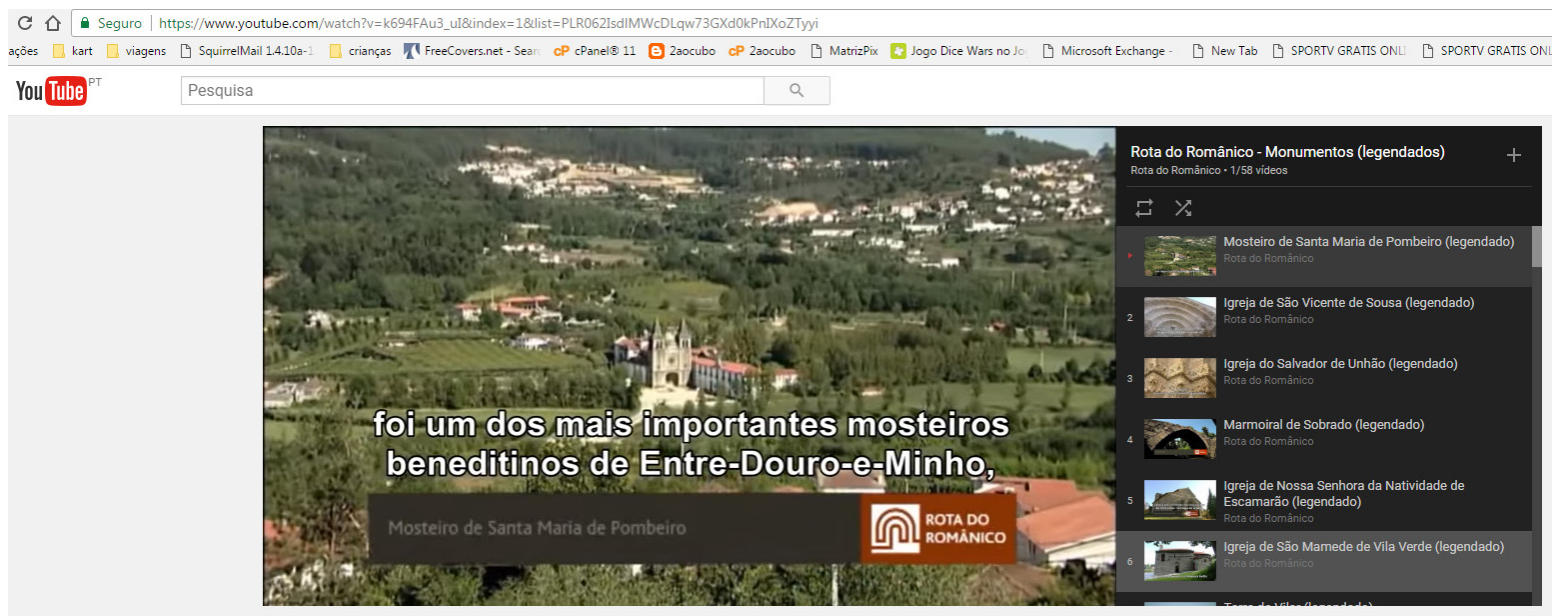 Seguro | https://www.youtube.com/watch?v=k694FAu3_uI&index=1&list=PLR062IsdlMWcDLqw73GXd0kPnIXoZTyyi
ações kart viagens SquirrelMail 1.4.10a-1 crianças FreeCovers.net - Sear cP cPanel® 11 2aocubo cP 2aocubo MatrizPix Jogo Dice Wars no Jo Microsoft Exchange - New Tab SPORTV GRATIS ONLI SPORTV GRATIS ONL
YouTube PT
Pesquisa
Rota do Românico - Monumentos (legendados)
Rota do Românico • 1/58 vídeos
Mosteiro de Santa Maria de Pombeiro (legendado)
Rota do Românico
2
Igreja de São Vicente de Sousa (legendado)
Rota do Românico
3
Igreja do Salvador de Unhão (legendado)
Rota do Românico
4
Marmoiral de Sobrado (legendado)
Rota do Românico
5
Igreja de Nossa Senhora da Natividade de
Escamarão (legendado)
Rota do Românico
6
Igreja de São Mamede de Vila Verde (legendado)
Rota do Românico
Torre de Vilar (legendado)
foi um dos mais importantes mosteiros
beneditinos de Entre-Douro-e-Minho,
Mosteiro de Santa Maria de Pombeiro
ROTA DO
ROMÂNICO